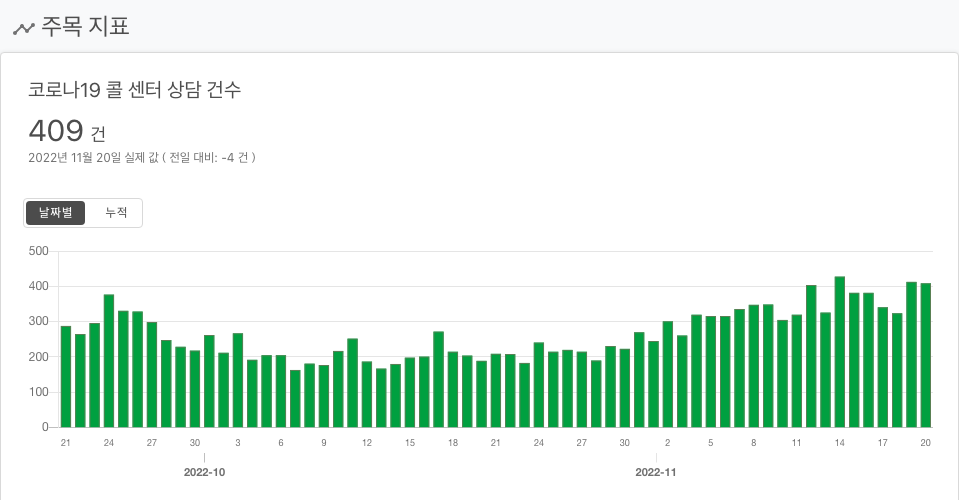 주목 지표
코로나19 콜 센터 상담 건수
409 건
2022년 11월 20일 실제 값 ( 전일 대비: -4 건 )
날짜별 누적
500
400
300
200
100
0
21 24 27 30 3 6 9 12 15 18 21 24 27 30 2 5 8 11 14 17 20
2022-10 2022-11